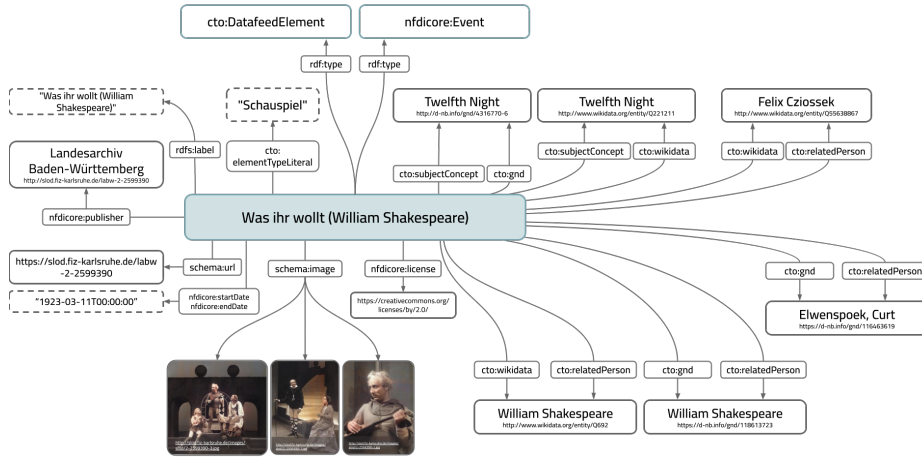 cto:DatafeedElement
nfdicore:Event
rdf:type
rdf:type
"Was ihr wollt (William
Shakespeare)"
"Schauspiel"
Twelfth Night
http://d-nb.info/gnd/4316770-6
Twelfth Night
http://www.wikidata.org/entity/Q221211
Felix Cziossek
http://www.wikidata.org/entity/Q55638867
rdfs:label
cto:
elementTypeLiteral
cto:subjectConcept
cto:gnd
cto:subjectConcept
cto:wikidata
cto:wikidata
cto:relatedPerson
Landesarchiv
Baden-Württemberg
http://slod.fiz-karlsruhe.de/labw-2-2599390
nfdicore:publisher
Was ihr wollt (William Shakespeare)
https://slod.fiz-karlsruhe.de/labw
-2-2599390
schema:url
schema:image
nfdicore:license
cto:gnd
cto:relatedPerson
"1923-03-11T00:00:00"
nfdicore:startDate
nfdicore:endDate
https://creativecommons.org/
licenses/by/2.0/
Elwenspoek, Curt
https://d-nb.info/gnd/116463619
cto:wikidata
cto:relatedPerson
cto:gnd
cto:relatedPerson
William Shakespeare
http://www.wikidata.org/entity/Q692
William Shakespeare
https://d-nb.info/gnd/118613723